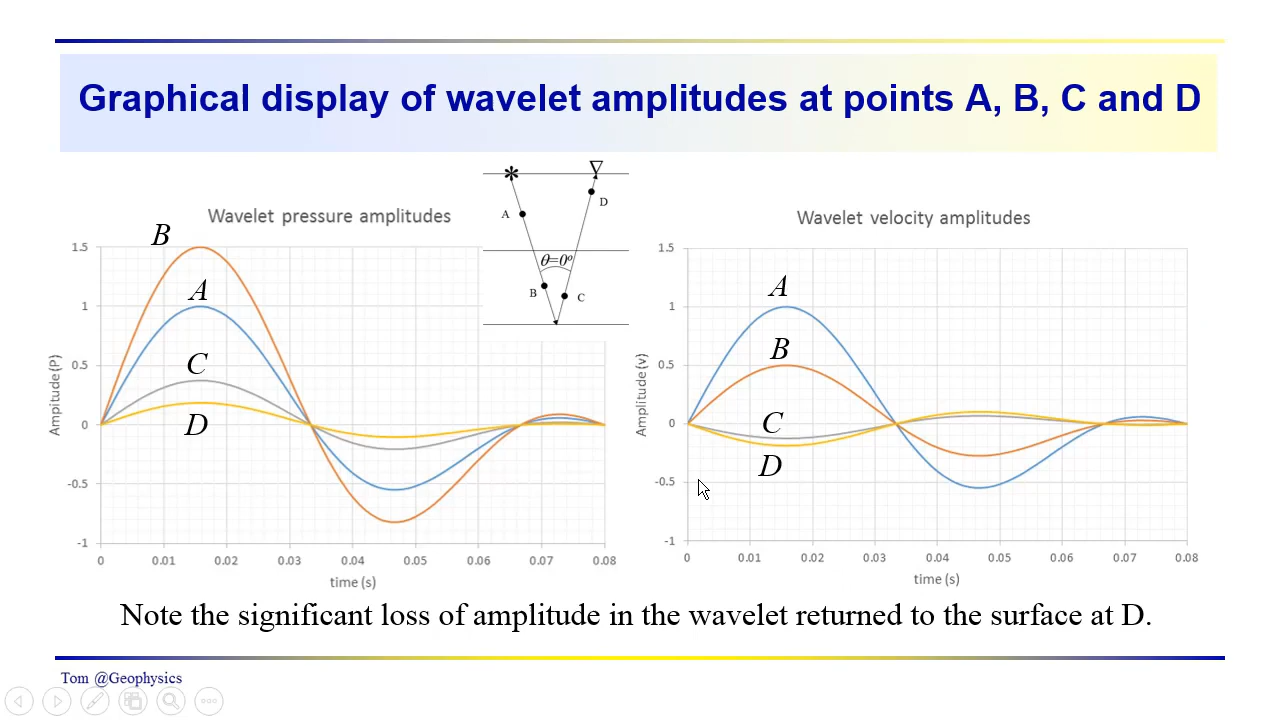 Graphical display of wavelet amplitudes at points A, B, C and D
Wavelet pressure amplitudes
B
A
C
D
1.5
1
0.5
0
-0.5
-1
Ampitude (P)
0 0.01 0.02 0.03 0.04 0.05 0.06 0.07 0.08
time (s)
* ∇
A
D
θ=0º
B
C
Wavelet velocity amplitudes
A
B
C
D
1.5
1
0.5
0
-0.5
-1
Amplitude (v)
0 0.01 0.02 0.03 0.04 0.05 0.06 0.07 0.08
time (s)
Note the significant loss of amplitude in the wavelet returned to the surface at D.
Tom @Geophysics